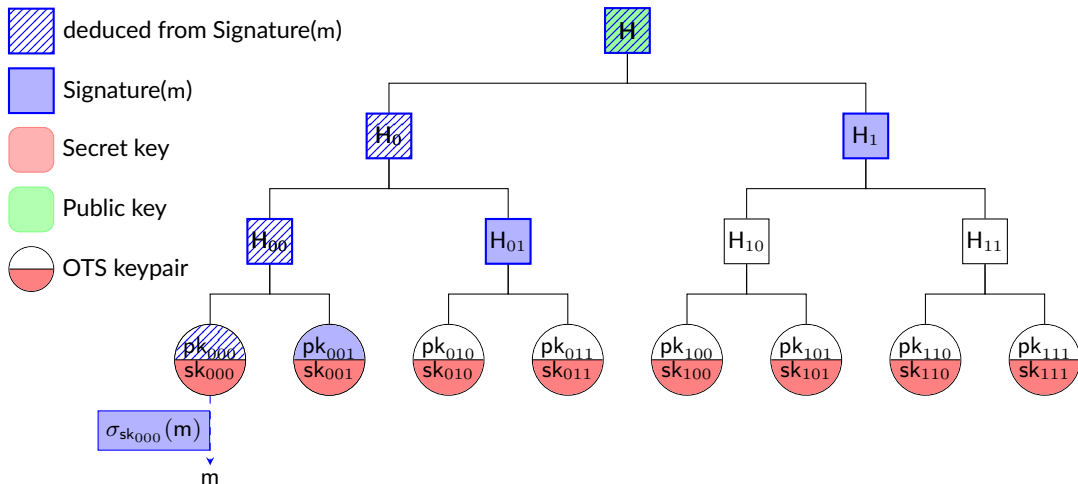 deduced from Signature(m)
Signature(m)
Secret key
Public key
OTS keypair
H
H₀ H₁
H₀₀ H₀₁ H₁₀ H₁₁
pk₀₀₀ pk₀₀₁ pk₀₁₀ pk₀₁₁ pk₁₀₀ pk₁₀₁ pk₁₁₀ pk₁₁₁
sk₀₀₀ sk₀₀₁ sk₀₁₀ sk₀₁₁ sk₁₀₀ sk₁₀₁ sk₁₁₀ sk₁₁₁
σsk₀₀₀(m)
m